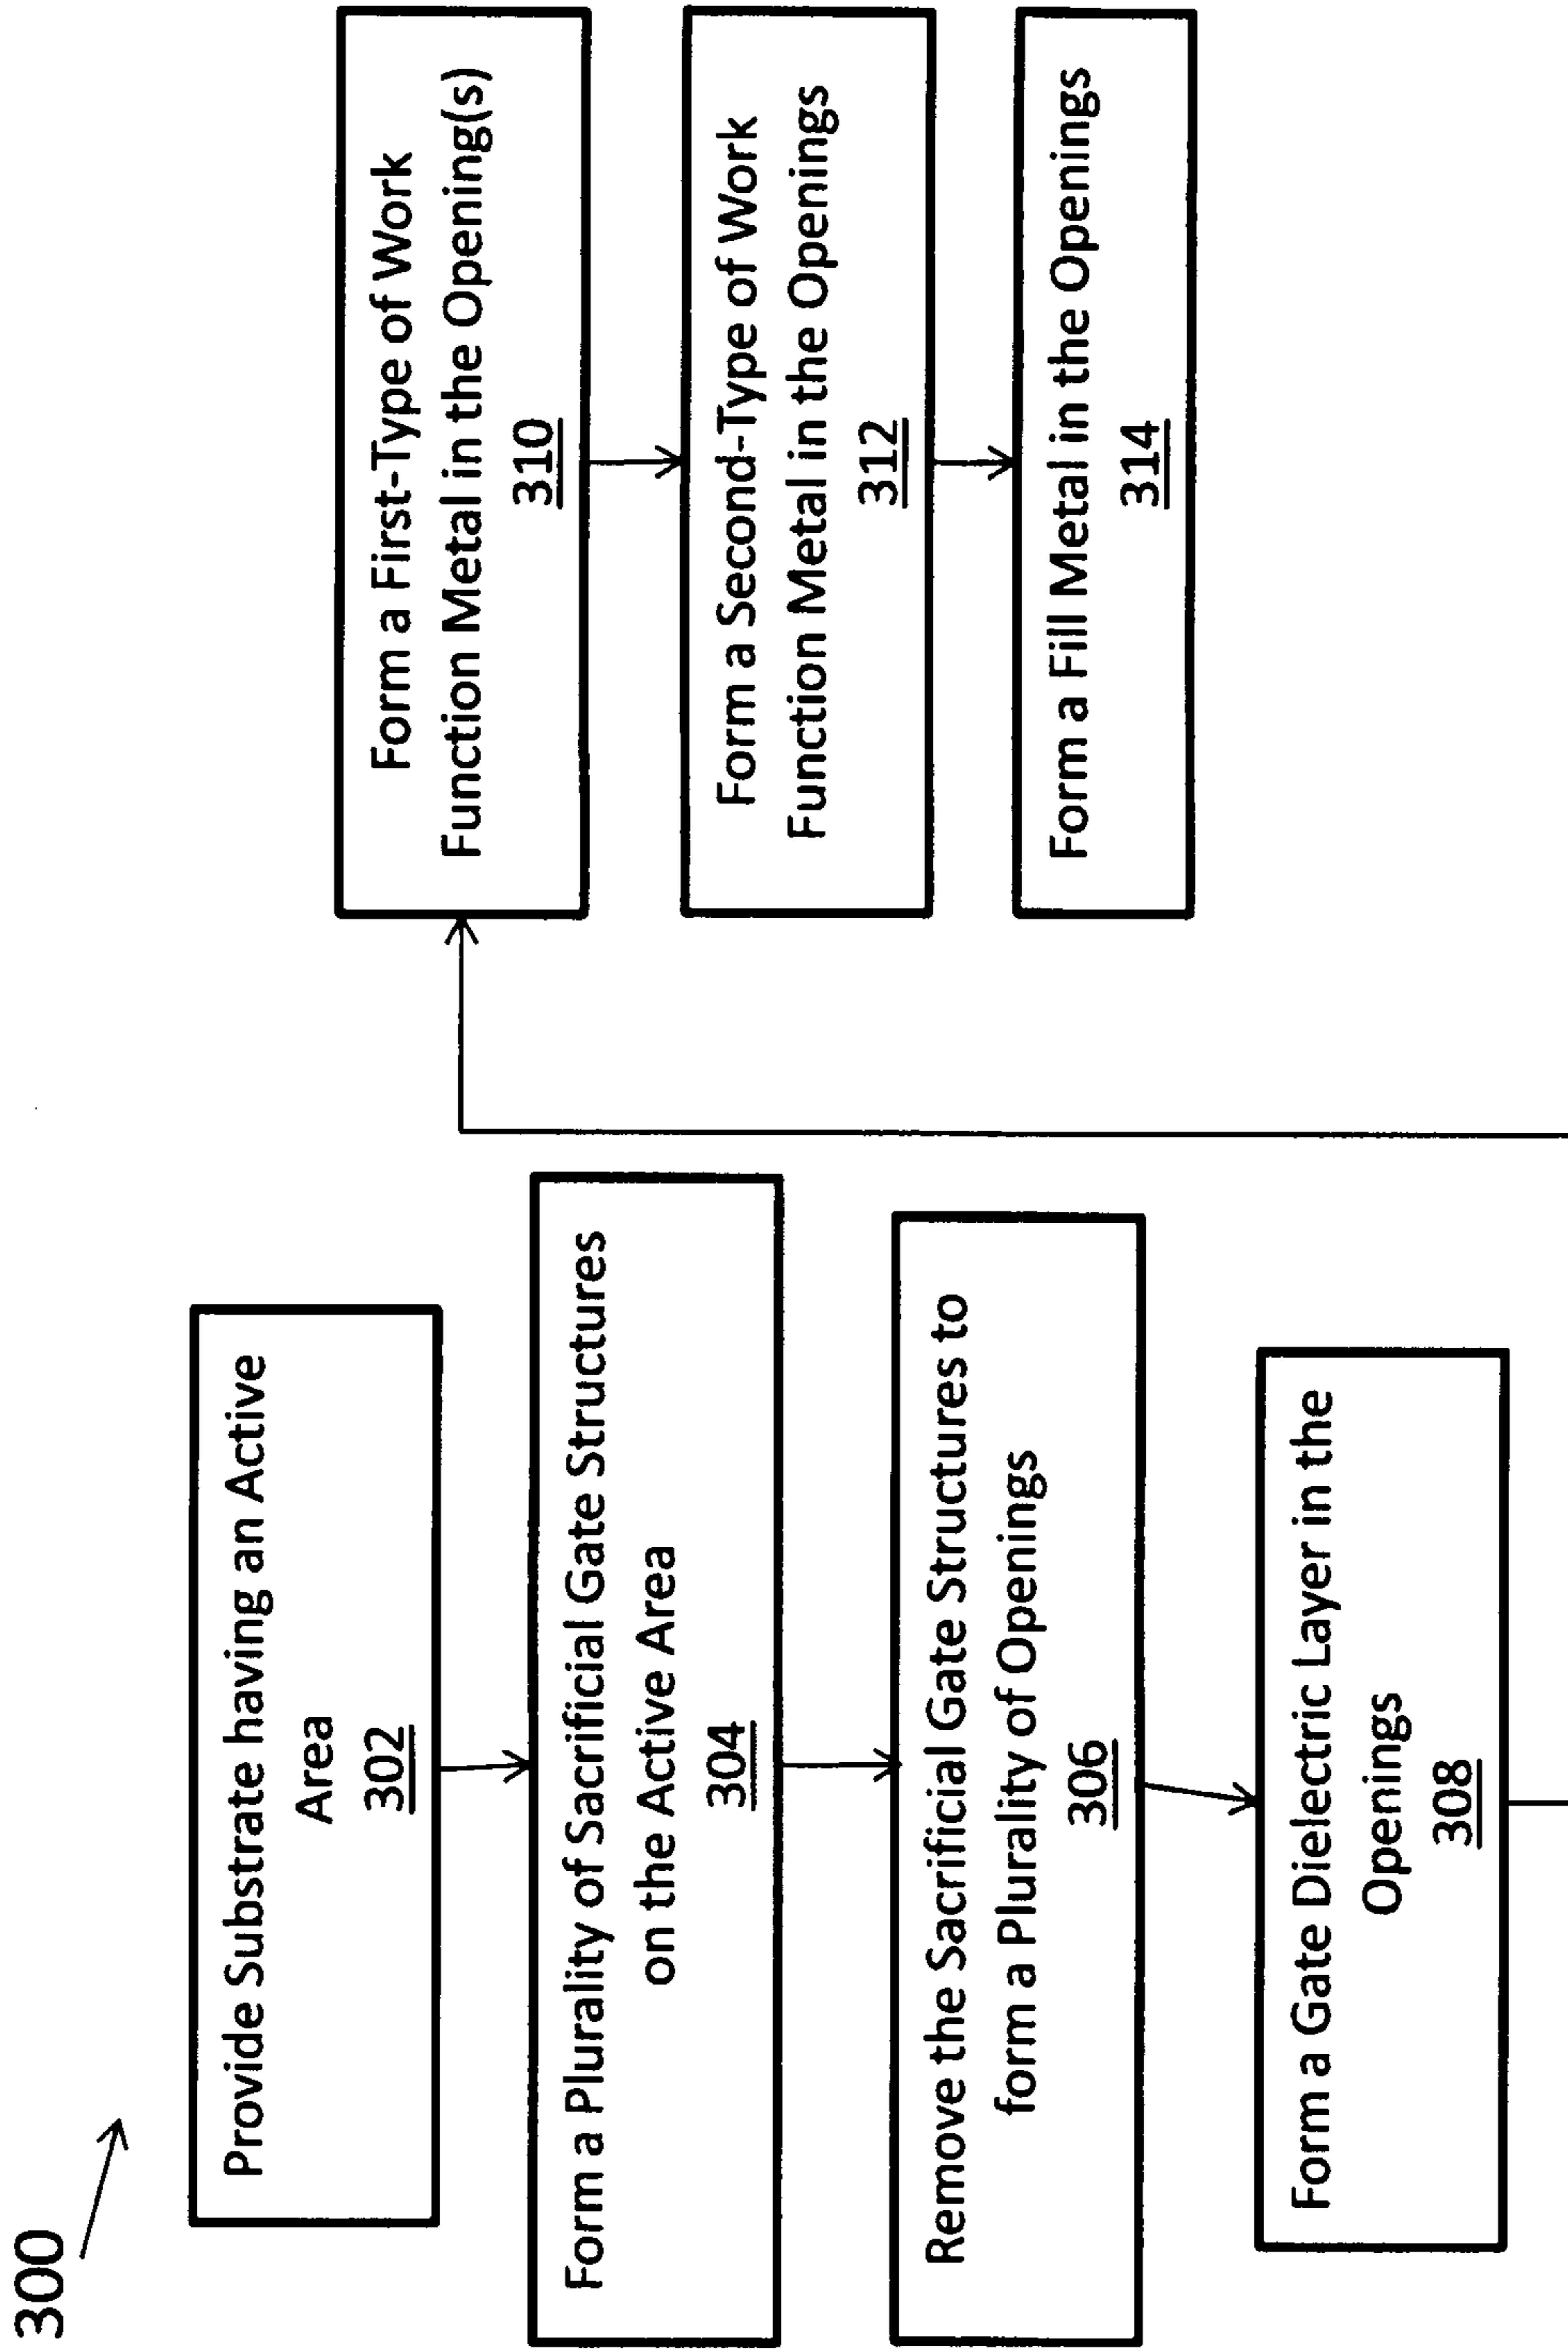 300
Provide Substrate having an Active
Area
302
Form a Plurality of Sacrificial Gate Structures
on the Active Area
304
Remove the Sacrificial Gate Structures to
form a Plurality of Openings
306
Form a Gate Dielectric Layer in the
Openings
308
Form a First-Type of Work
Function Metal in the Opening(s)
310
Form a Second-Type of Work
Function Metal in the Openings
312
Form a Fill Metal in the Openings
314